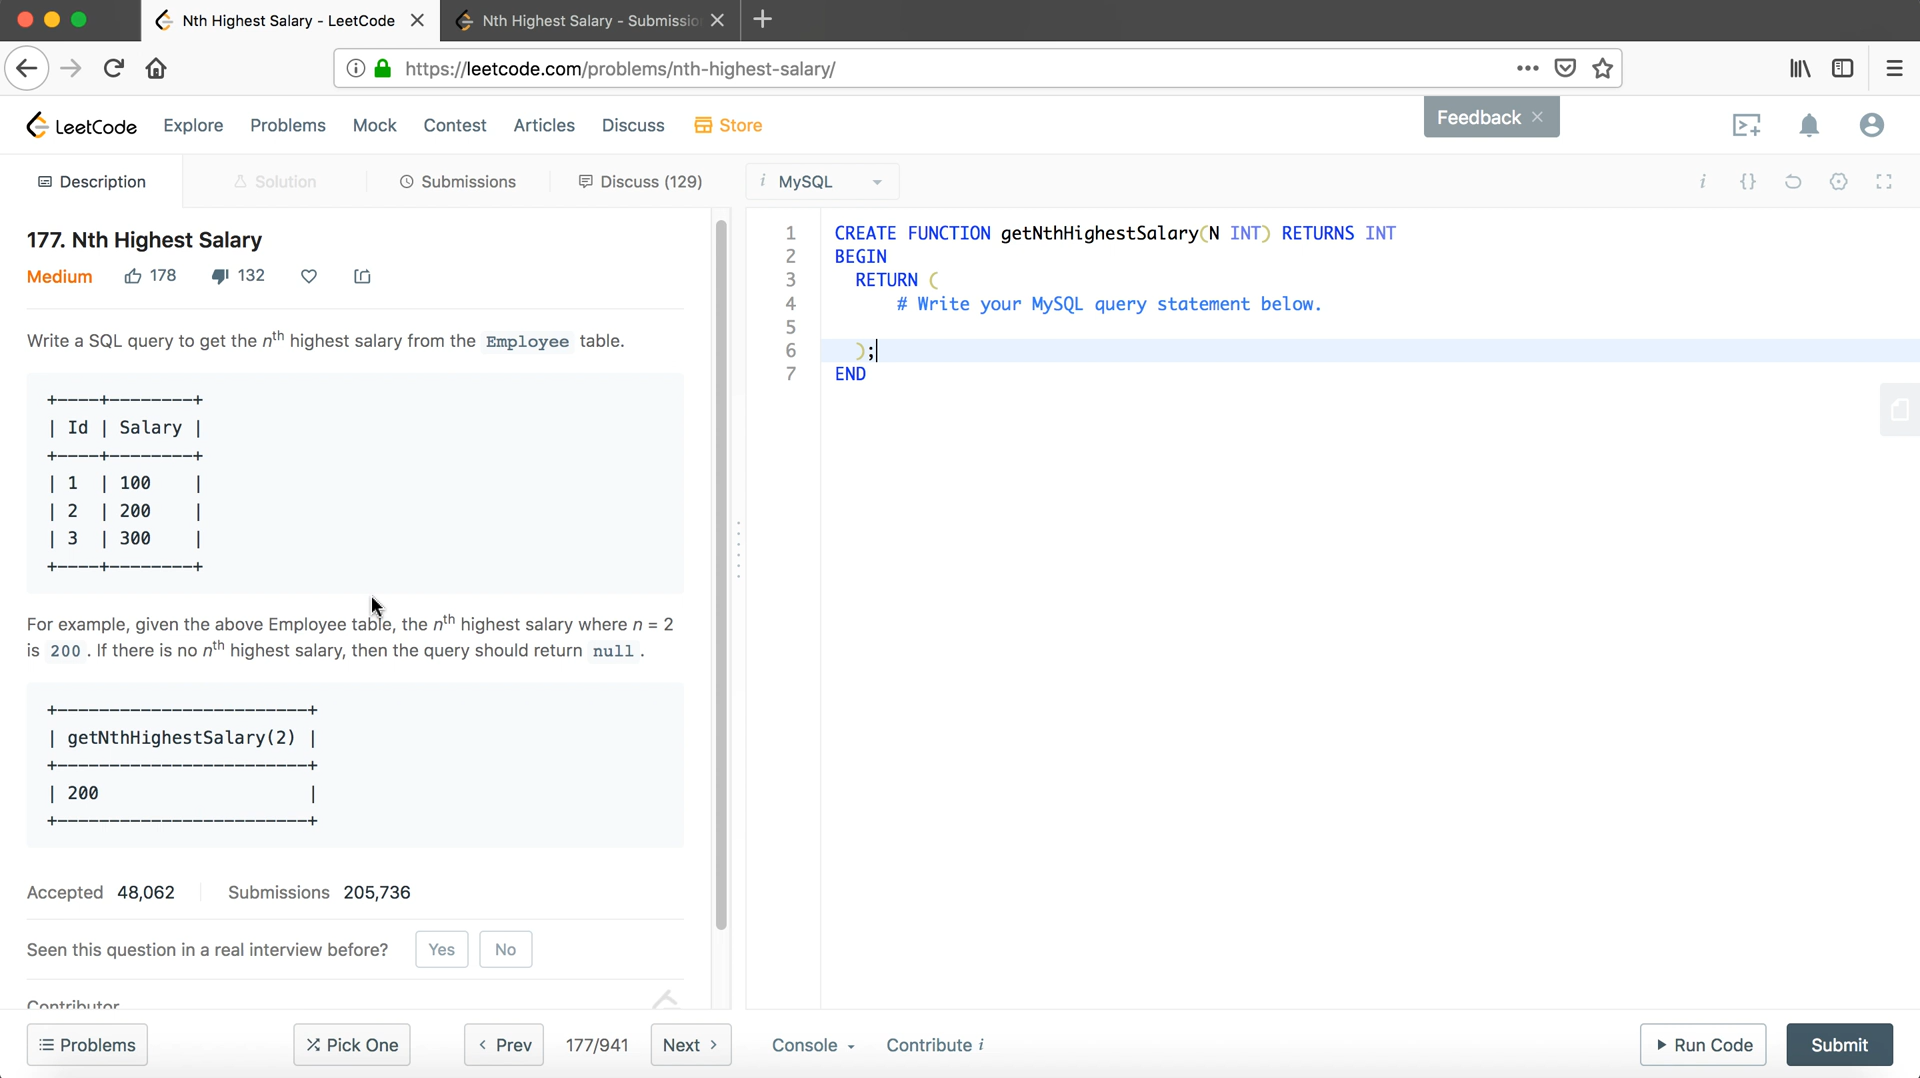 Nth Highest Salary - LeetCode
Nth Highest Salary - Submissio
https://leetcode.com/problems/nth-highest-salary/
LeetCode Explore Problems Mock Contest Articles Discuss Store
Feedback
Description Solution Submissions Discuss (129)
i MySQL
i {}
177. Nth Highest Salary
Medium 178 132
Write a SQL query to get the nth highest salary from the Employee table.
+----+--------+
| Id | Salary |
+----+--------+
| 1 | 100 |
| 2 | 200 |
| 3 | 300 |
+----+--------+
For example, given the above Employee table, the nth highest salary where n = 2
is 200. If there is no nth highest salary, then the query should return null.
+------------------------+
| getNthHighestSalary(2) |
+------------------------+
| 200 |
+------------------------+
Accepted 48,062 Submissions 205,736
Seen this question in a real interview before? Yes No
Contributor
1 CREATE FUNCTION getNthHighestSalary(N INT) RETURNS INT
2 BEGIN
3 RETURN (
4 # Write your MySQL query statement below.
5
6 );
7 END
Problems Pick One < Prev 177/941 Next >
Console Contribute i
Run Code Submit